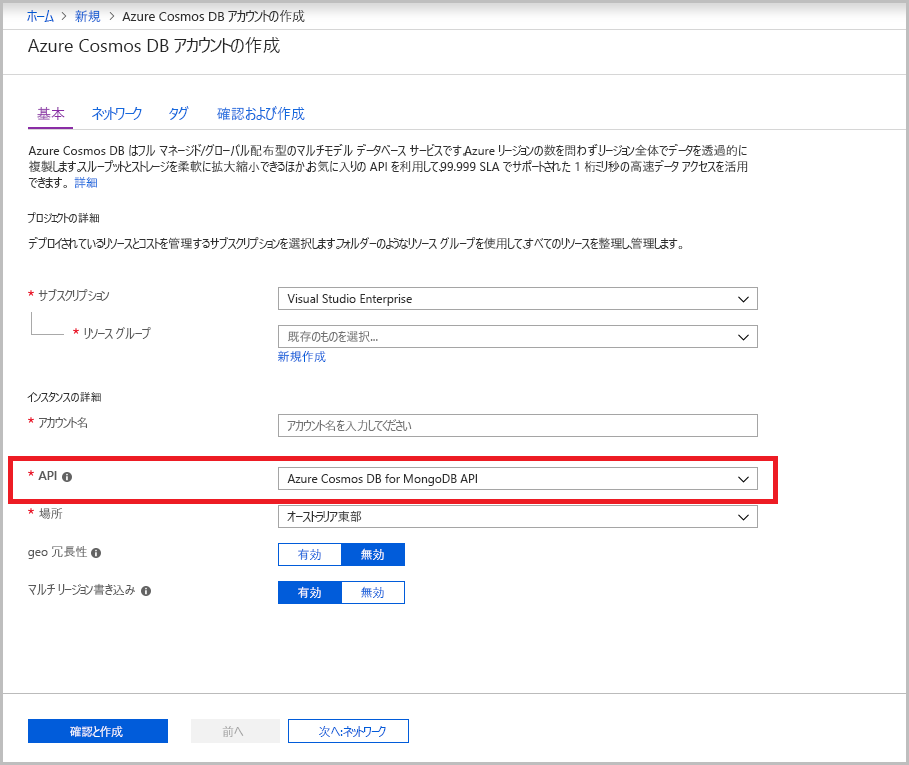 ホーム > 新規 > Azure Cosmos DB アカウントの作成
Azure Cosmos DB アカウントの作成
基本 ネットワーク タグ 確認および作成
Azure Cosmos DB はフル マネージド/グローバル配布型のマルチモデル データベース サービスです。Azure リージョンの数を問わずリージョン全体でデータを透過的に
複製します。スループットとストレージを柔軟に拡大縮小できるほか、お気に入りの API を利用して、99.999 SLA でサポートされた 1 桁ミリ秒の高速データ アクセスを活用
できます。 詳細
プロジェクトの詳細
デプロイされているリソースとコストを管理するサブスクリプションを選択します。フォルダーのようなリソース グループを使用して、すべてのリソースを整理し、管理します。
* サブスクリプション Visual Studio Enterprise
* リソース グループ 既存のものを選択...
新規作成
インスタンスの詳細
* アカウント名 アカウント名を入力してください
* API Azure Cosmos DB for MongoDB API
* 場所 オーストラリア東部
geo 冗長性 有効 無効
マルチ リージョン書き込み 有効 無効
確認と作成 前へ 次へ:ネットワーク